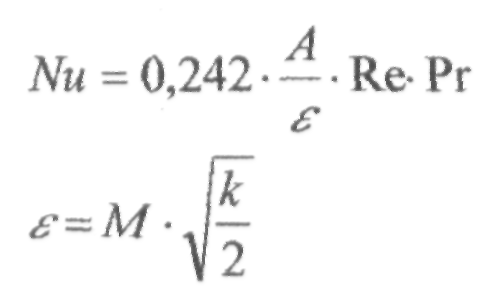 Nu = 0,242 · A/ε · Re · Pr
ε = M · √(k/2)